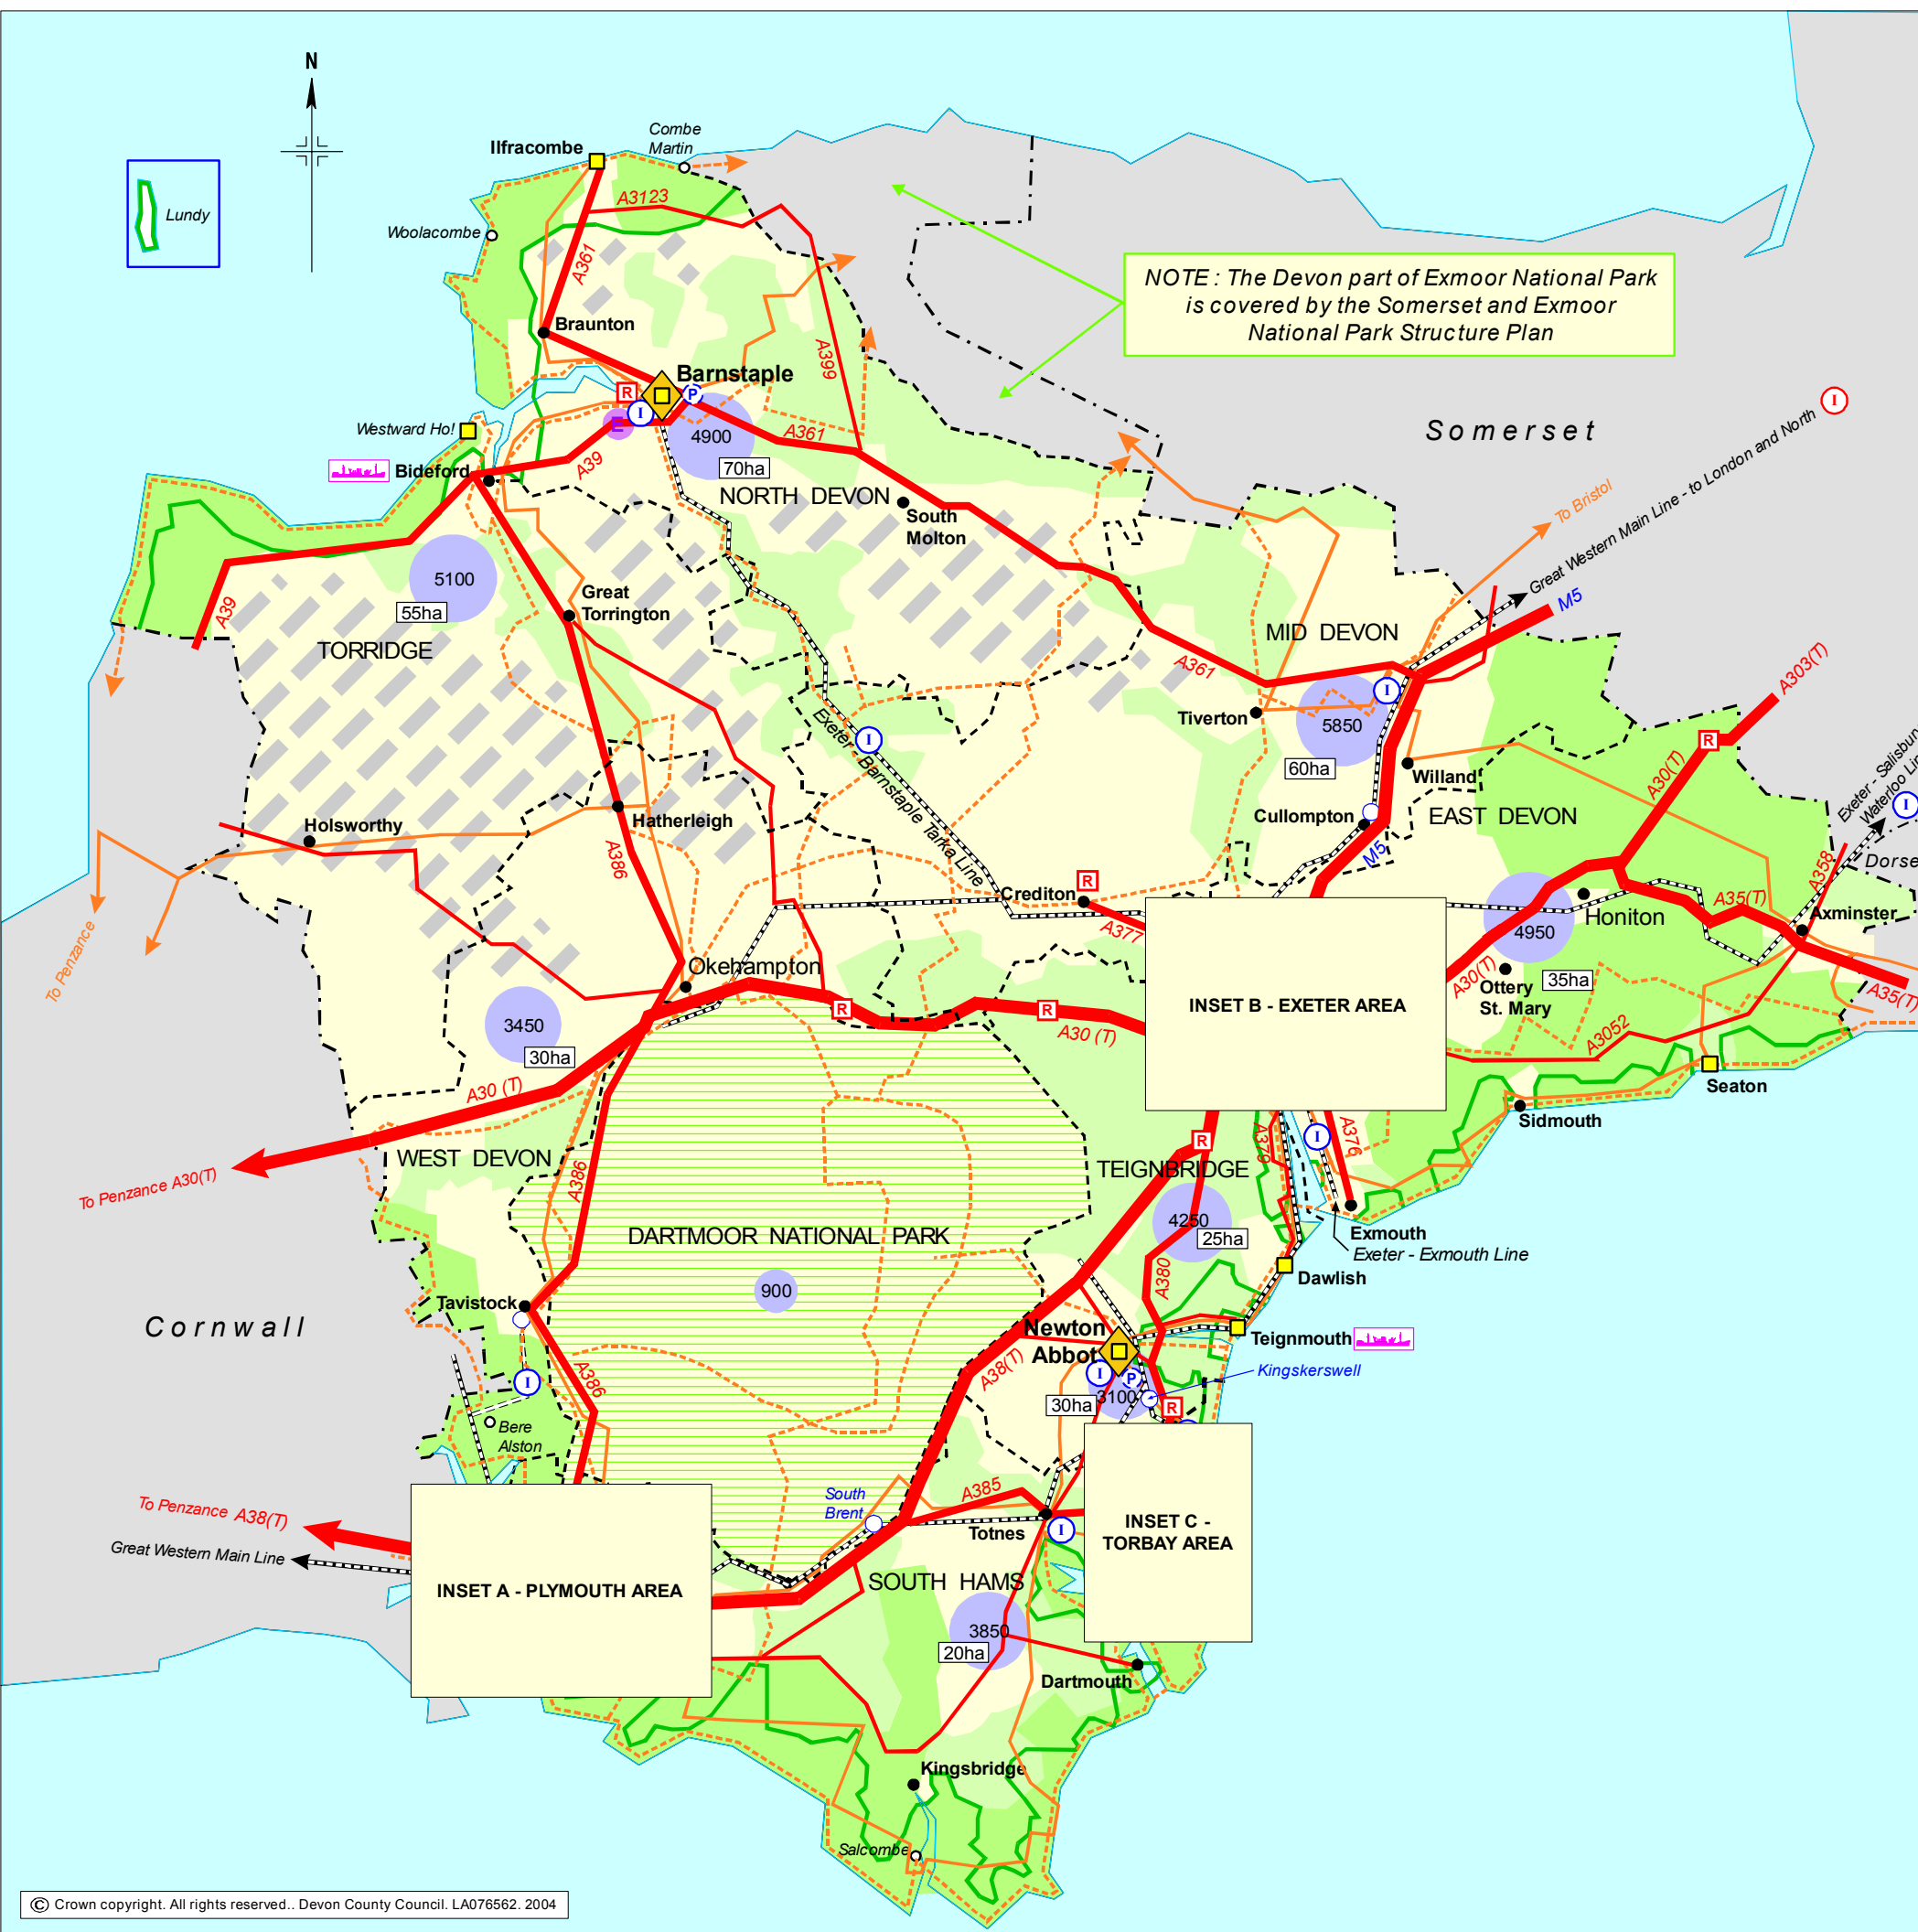 N
Lundy
Ilfracombe
Combe
Martin
A3123
Woolacombe
A361
Braunton
NOTE : The Devon part of Exmoor National Park
is covered by the Somerset and Exmoor
National Park Structure Plan
A399
Barnstaple
R
P
I
E
4900
A361
70ha
Westward Ho!
Bideford
A39
NORTH DEVON
South
Molton
Somerset
I
To Bristol
Great Western Main Line - to London and North
M5
5100
55ha
A39
Great
Torrington
TORRIDGE
MID DEVON
A361
I
Tiverton
5850
60ha
Willand
A303(T)
R
A30(T)
Exeter - Barnstaple Tarka Line
I
Cullompton
M5
EAST DEVON
Exeter - Salisbur
Waterloo Lin
I
Dorse
Holsworthy
Hatherleigh
A386
Crediton
R
A377
A358
Honiton
4950
A35(T)
Axminster
To Penzance
Okehampton
R
R
A30 (T)
INSET B - EXETER AREA
A30(T)
Ottery
St. Mary
35ha
A35(T)
A3052
3450
30ha
A30 (T)
Seaton
Sidmouth
To Penzance A30(T)
WEST DEVON
A386
R
A379
I
A376
TEIGNBRIDGE
4250
25ha
Exmouth
Exeter - Exmouth Line
DARTMOOR NATIONAL PARK
900
A380
Dawlish
Cornwall
Tavistock
Newton
Abbot
Teignmouth
A38(T)
A386
I
I
P
Kingskerswell
3100
30ha
R
Bere
Alston
To Penzance A38(T)
Great Western Main Line
South
Brent
A385
Totnes
I
INSET C -
TORBAY AREA
INSET A - PLYMOUTH AREA
SOUTH HAMS
3850
20ha
Dartmouth
Kingsbridge
Salcombe
© Crown copyright. All rights reserved.. Devon County Council. LA076562. 2004